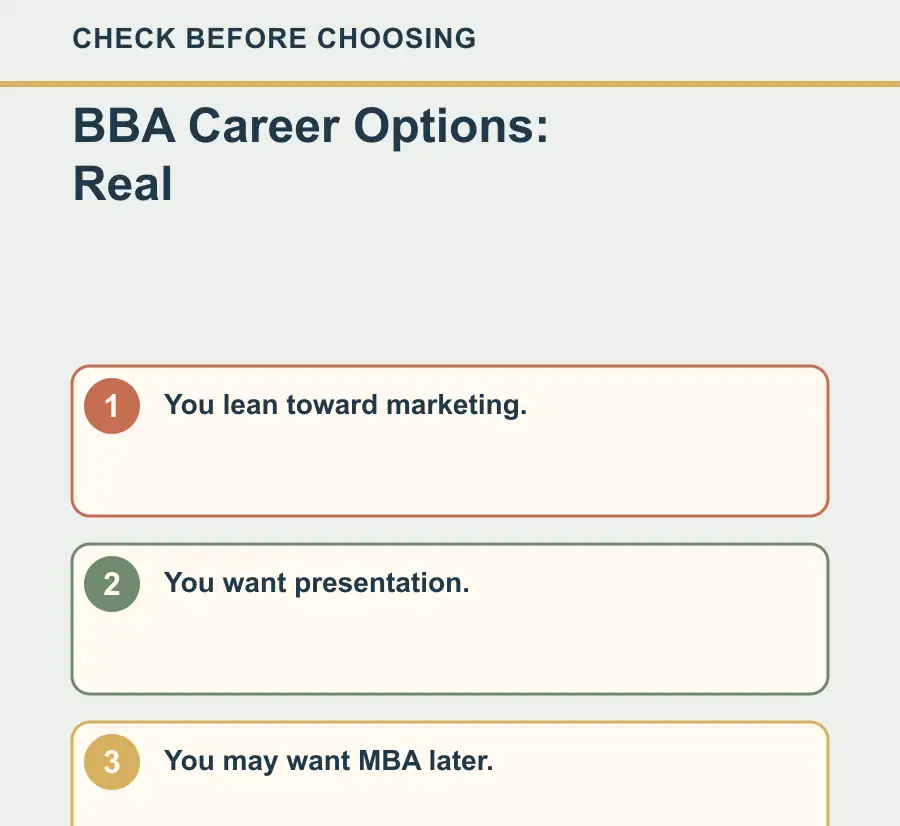 CHECK BEFORE CHOOSING
BBA Career Options:
Real
1 You lean toward marketing.
2 You want presentation.
3 You may want MBA later.